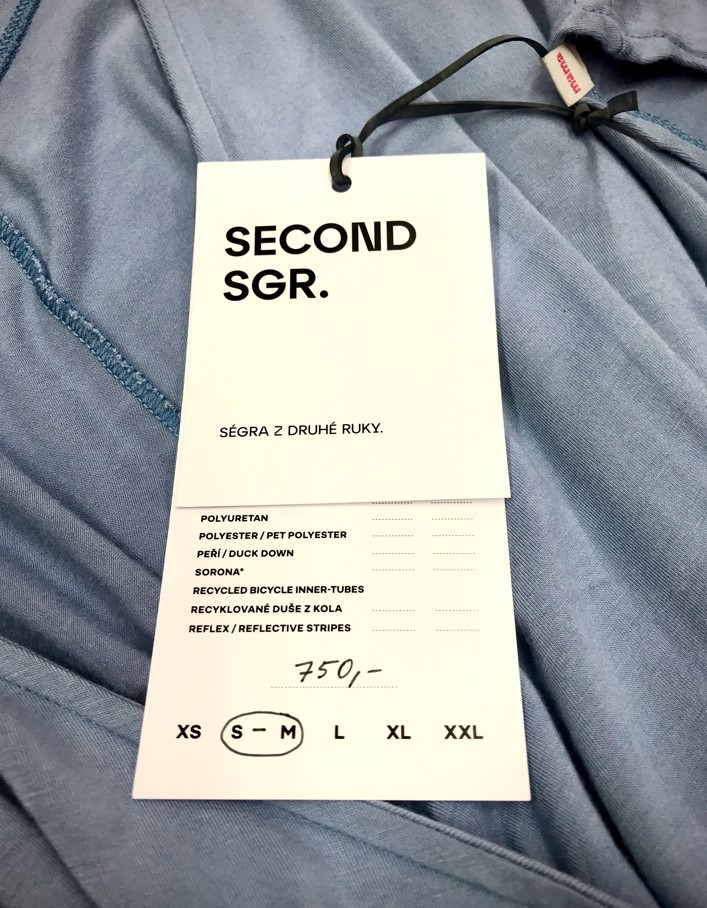 SECOND
SGR.
SÉGRA Z DRUHÉ RUKY.
POLYURETAN
POLYESTER / PET POLYESTER
PEŘÍ / DUCK DOWN
SORONA®
RECYCLED BICYCLE INNER-TUBES
RECYKLOVANÉ DUŠE Z KOLA
REFLEX / REFLECTIVE STRIPES
750,-
XS S – M L XL XXL